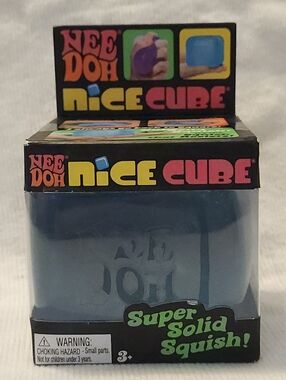 NEE
DOH
NiCE CUBE
NEE
DOH
NiCE CUBE
NEE
DOH
Super
Solid
Squish!
WARNING:
CHOKING HAZARD - Small parts.
Not for children under 3 years.
3+